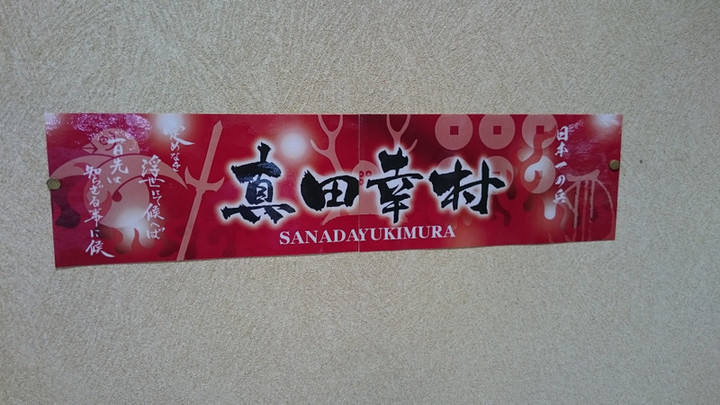 日本一の兵
真田幸村
SANADAYUKIMURA
定めなき
浮世にて候へば
一日先は
知らざる事に候